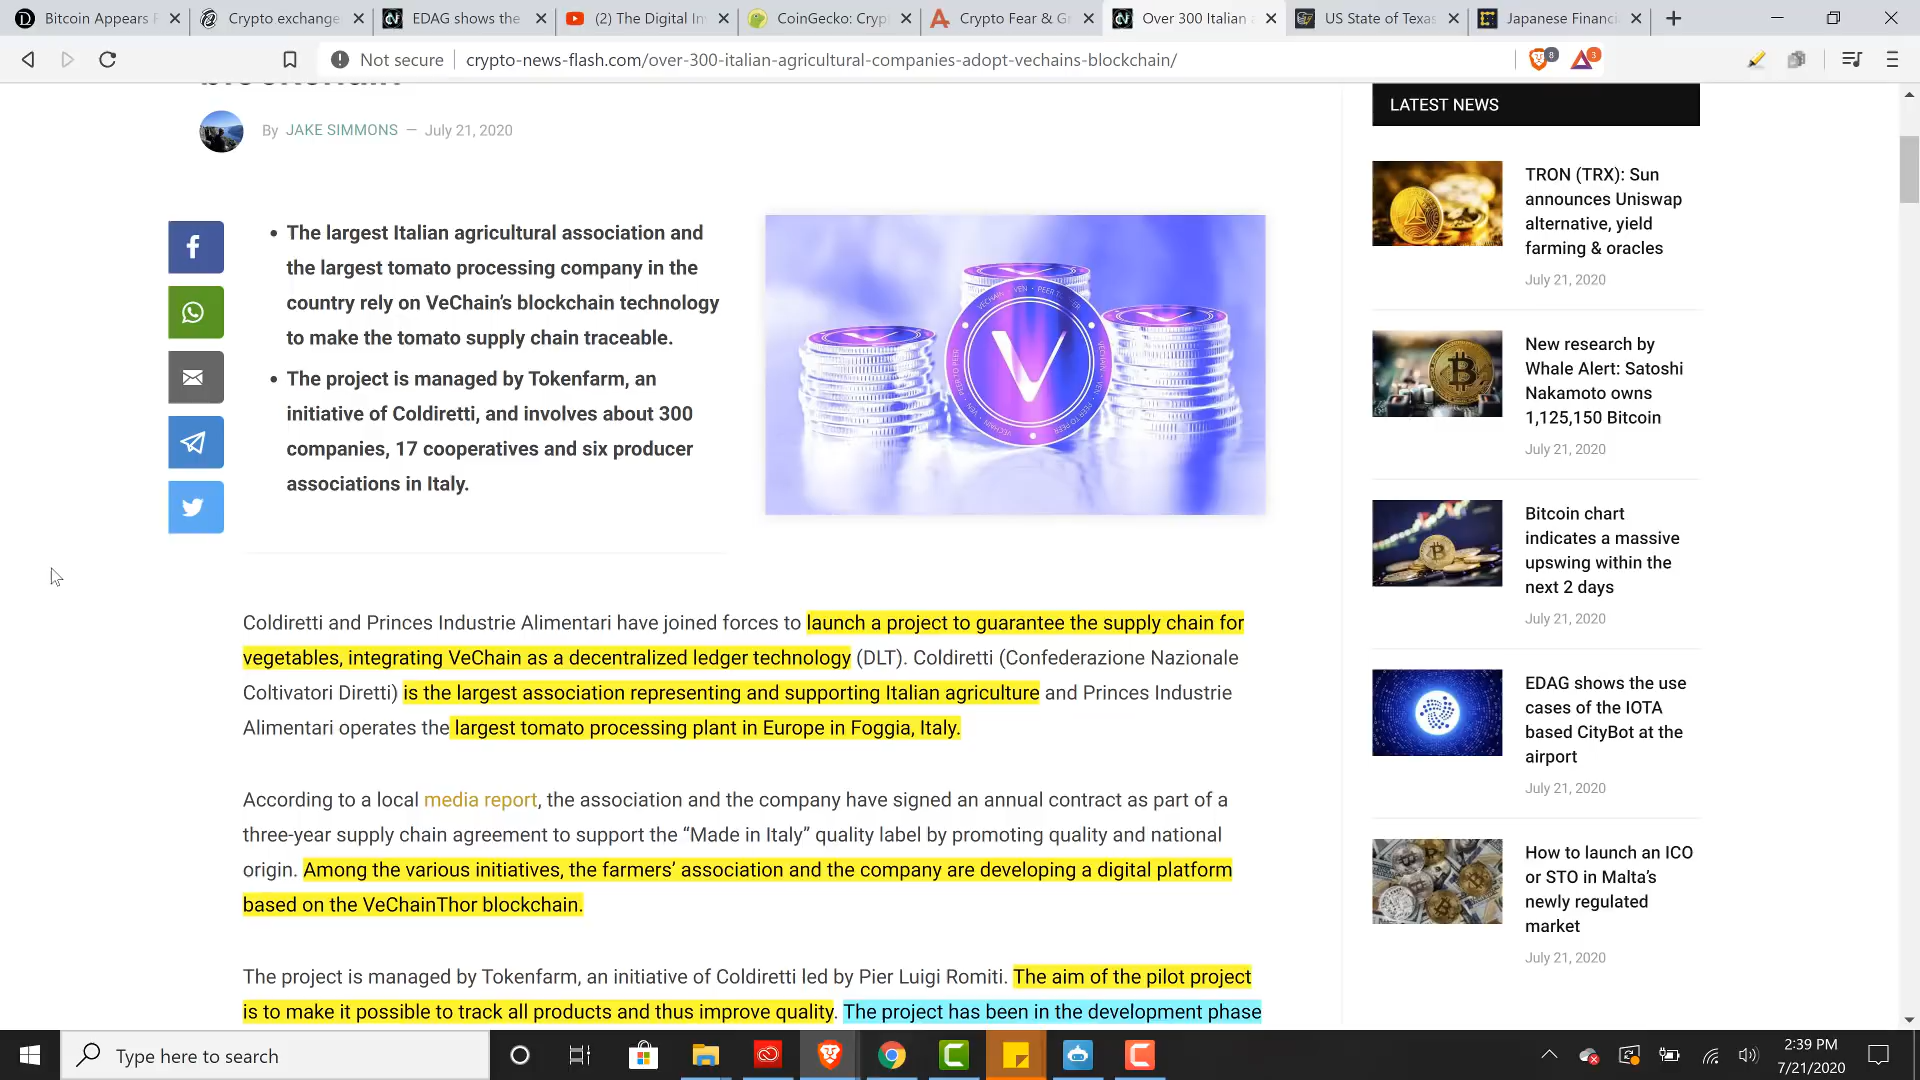 Bitcoin Appears P
Crypto exchange
EDAG shows the
(2) The Digital In
CoinGecko: Cryp
Crypto Fear & Gr
Over 300 Italian a
US State of Texas
Japanese Financi
Not secure
crypto-news-flash.com/over-300-italian-agricultural-companies-adopt-vechains-blockchain/
8
3
By JAKE SIMMONS — July 21, 2020
• The largest Italian agricultural association and
the largest tomato processing company in the
country rely on VeChain’s blockchain technology
to make the tomato supply chain traceable.
• The project is managed by Tokenfarm, an
initiative of Coldiretti, and involves about 300
companies, 17 cooperatives and six producer
associations in Italy.
Coldiretti and Princes Industrie Alimentari have joined forces to launch a project to guarantee the supply chain for
vegetables, integrating VeChain as a decentralized ledger technology (DLT). Coldiretti (Confederazione Nazionale
Coltivatori Diretti) is the largest association representing and supporting Italian agriculture and Princes Industrie
Alimentari operates the largest tomato processing plant in Europe in Foggia, Italy.
According to a local media report, the association and the company have signed an annual contract as part of a
three-year supply chain agreement to support the “Made in Italy” quality label by promoting quality and national
origin. Among the various initiatives, the farmers’ association and the company are developing a digital platform
based on the VeChainThor blockchain.
The project is managed by Tokenfarm, an initiative of Coldiretti led by Pier Luigi Romiti. The aim of the pilot project
is to make it possible to track all products and thus improve quality. The project has been in the development phase
LATEST NEWS
TRON (TRX): Sun
announces Uniswap
alternative, yield
farming & oracles
July 21, 2020
New research by
Whale Alert: Satoshi
Nakamoto owns
1,125,150 Bitcoin
July 21, 2020
Bitcoin chart
indicates a massive
upswing within the
next 2 days
July 21, 2020
EDAG shows the use
cases of the IOTA
based CityBot at the
airport
July 21, 2020
How to launch an ICO
or STO in Malta’s
newly regulated
market
July 21, 2020
Type here to search
2:39 PM
7/21/2020